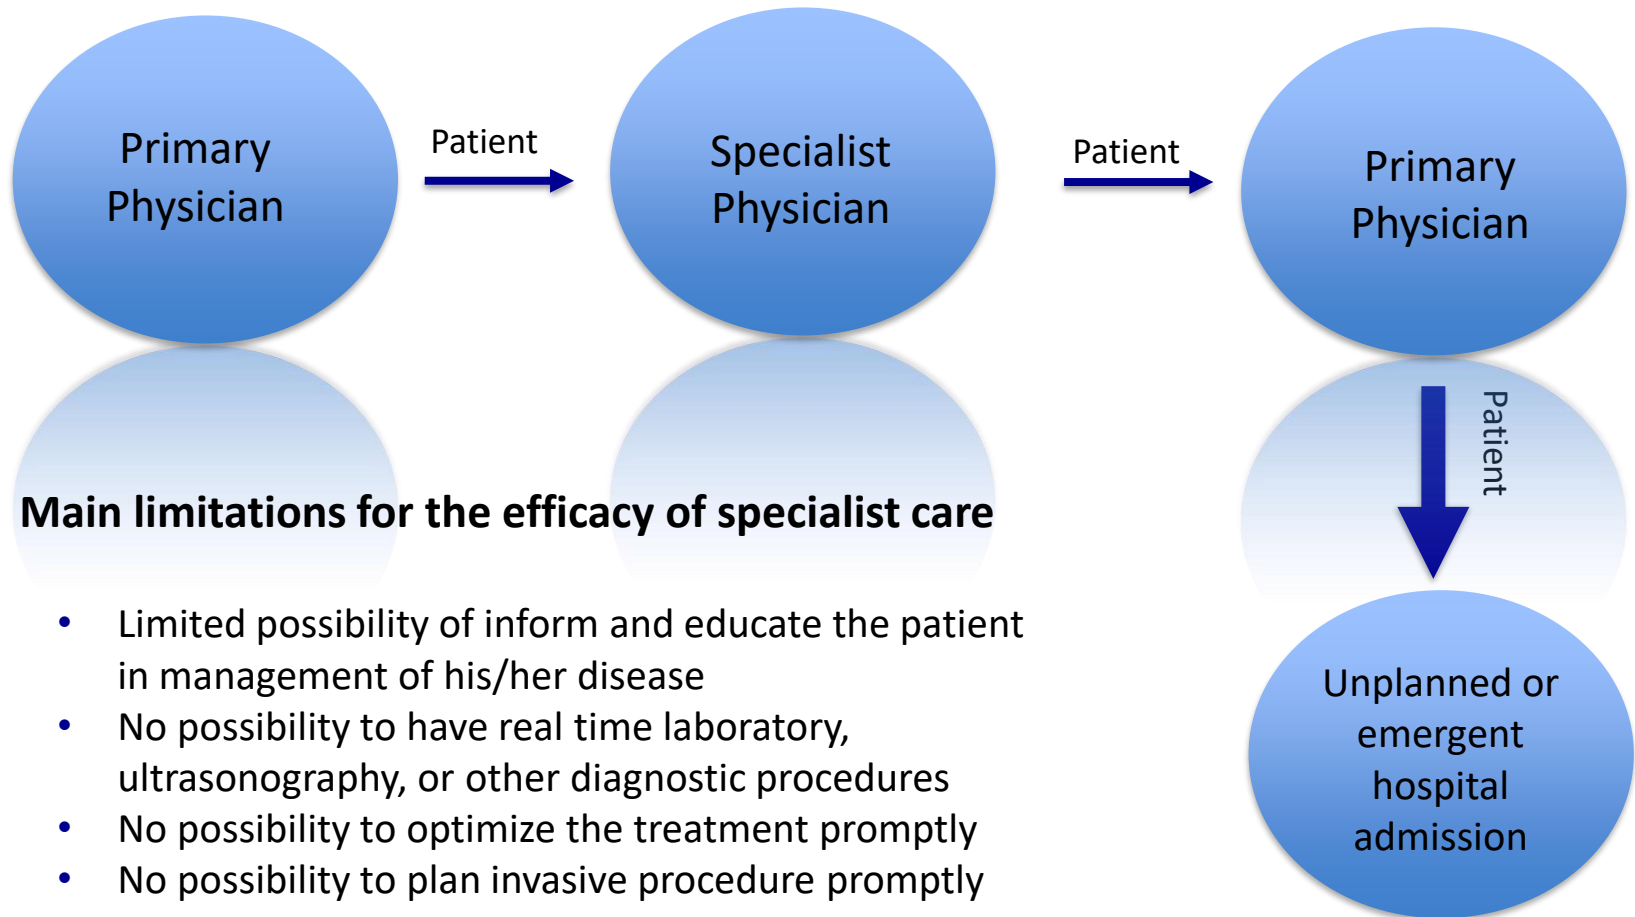 Primary
Physician
Patient
Specialist
Physician
Patient
Primary
Physician
Patient
Unplanned or
emergent
hospital
admission
Main limitations for the efficacy of specialist care
• Limited possibility of inform and educate the patient
in management of his/her disease
• No possibility to have real time laboratory,
ultrasonography, or other diagnostic procedures
• No possibility to optimize the treatment promptly
• No possibility to plan invasive procedure promptly